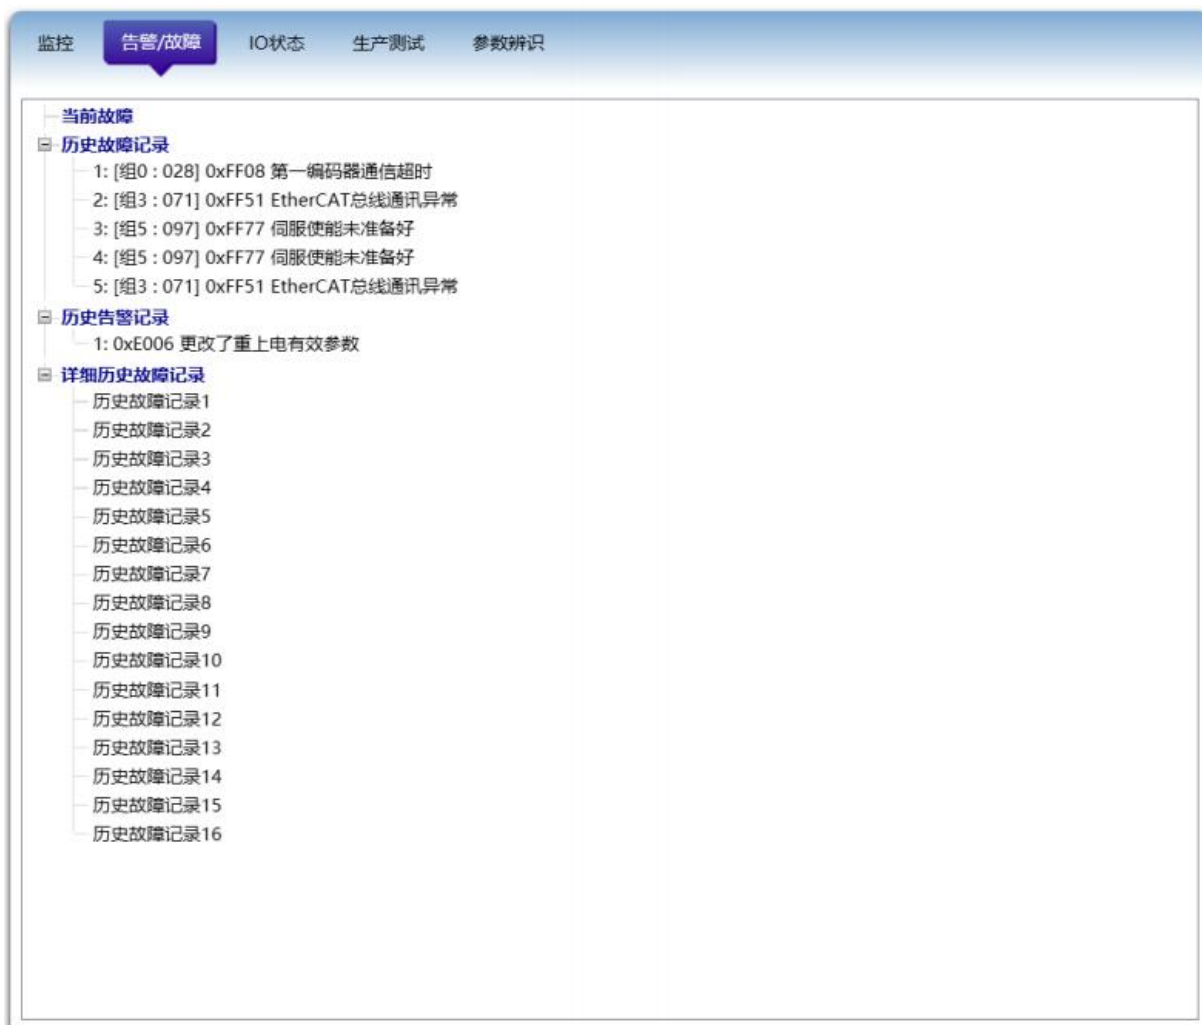 监控 告警/故障 IO状态 生产测试 参数辨识
当前故障
历史故障记录
1: [组0 : 028] 0xFF08 第一编码器通信超时
2: [组3 : 071] 0xFF51 EtherCAT总线通讯异常
3: [组5 : 097] 0xFF77 伺服使能未准备好
4: [组5 : 097] 0xFF77 伺服使能未准备好
5: [组3 : 071] 0xFF51 EtherCAT总线通讯异常
历史告警记录
1: 0xE006 更改了重上电有效参数
详细历史故障记录
历史故障记录1
历史故障记录2
历史故障记录3
历史故障记录4
历史故障记录5
历史故障记录6
历史故障记录7
历史故障记录8
历史故障记录9
历史故障记录10
历史故障记录11
历史故障记录12
历史故障记录13
历史故障记录14
历史故障记录15
历史故障记录16